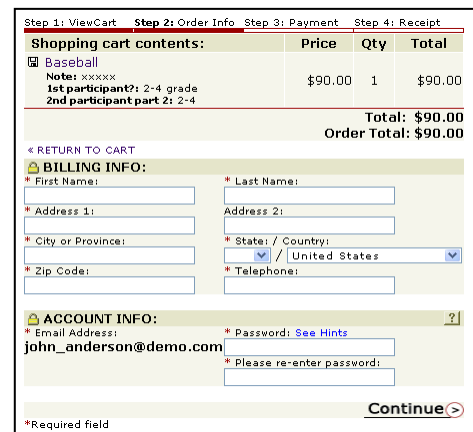 Step 1: ViewCart Step 2: Order Info Step 3: Payment Step 4: Receipt
Shopping cart contents: Price Qty Total
Baseball
Note: xxxxx
1st participant?: 2-4 grade
2nd participant part 2: 2-4
$90.00 1 $90.00
Total: $90.00
Order Total: $90.00
« RETURN TO CART
BILLING INFO:
* First Name: * Last Name:
* Address 1: Address 2:
* City or Province: * State: / Country:
/ United States
* Zip Code: * Telephone:
ACCOUNT INFO: ?
* Email Address: * Password: See Hints
john_anderson@demo.com
* Please re-enter password:
Continue >
*Required field